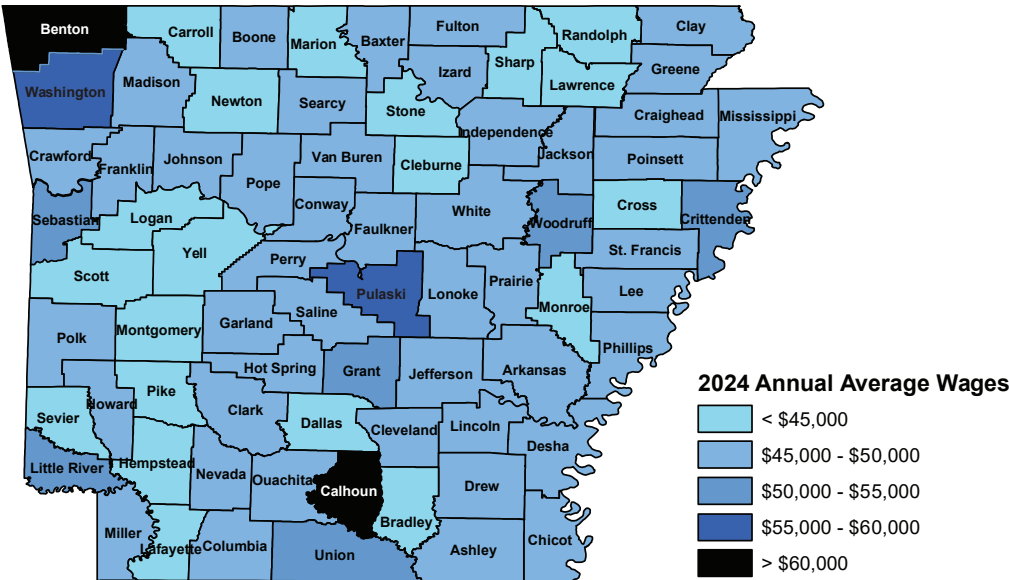 Benton
Carroll
Boone
Marion
Baxter
Fulton
Randolph
Clay
Sharp
Izard
Greene
Washington
Madison
Newton
Searcy
Stone
Lawrence
Independence
Jackson
Craighead
Mississippi
Crawford
Franklin
Johnson
Van Buren
Cleburne
Poinsett
Pope
Conway
White
Woodruff
Cross
Crittenden
Sebastian
Logan
Faulkner
Yell
Perry
St. Francis
Scott
Pulaski
Lonoke
Prairie
Lee
Monroe
Polk
Montgomery
Garland
Saline
Phillips
Hot Spring
Grant
Jefferson
Arkansas
Howard
Pike
Clark
Sevier
Dallas
Cleveland
Lincoln
Desha
Little River
Hempstead
Nevada
Ouachita
Calhoun
Drew
Bradley
Miller
Lafayette
Columbia
Union
Ashley
Chicot
2024 Annual Average Wages
< $45,000
$45,000 - $50,000
$50,000 - $55,000
$55,000 - $60,000
> $60,000